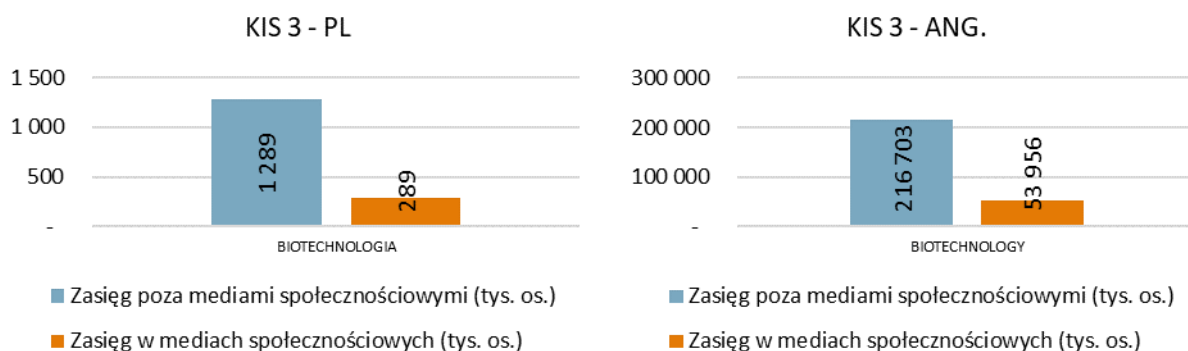 KIS 3 - PL
1 500
1 000
500
-
1 289
289
BIOTECHNOLOGIA
Zasięg poza mediami społecznościowymi (tys. os.)
Zasięg w mediach społecznościowych (tys. os.)
KIS 3 - ANG.
300 000
200 000
100 000
-
216 703
53 956
BIOTECHNOLOGY
Zasięg poza mediami społecznościowymi (tys. os.)
Zasięg w mediach społecznościowych (tys. os.)